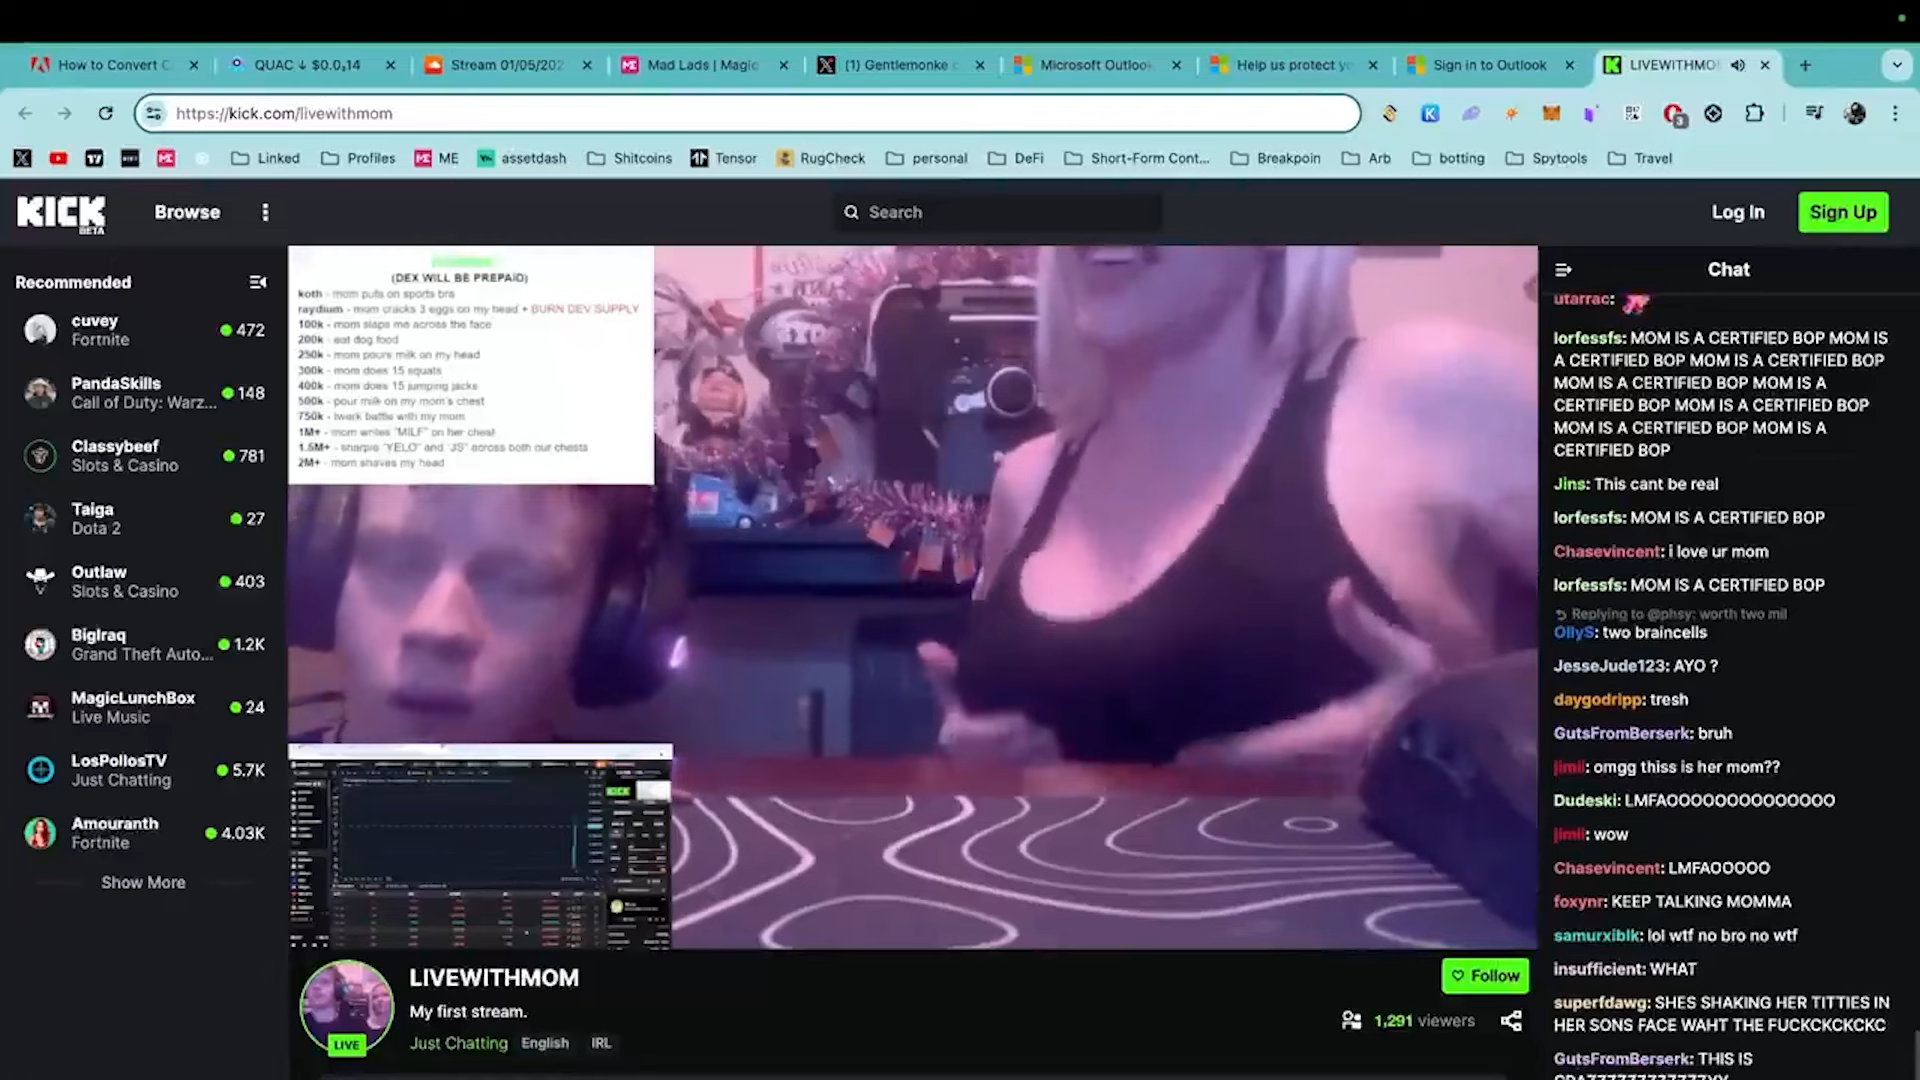 How to Convert C
QUAC ↓ $0.0₅14
Stream 01/05/202
Mad Lads | Magic
(1) Gentlemonke
Microsoft Outlook
Help us protect yo
Sign in to Outlook
LIVEWITHMO
https://kick.com/livewithmom
Linked
Profiles
ME
assetdash
Shitcoins
Tensor
RugCheck
personal
DeFi
Short-Form Cont...
Breakpoin
Arb
botting
Spytools
Travel
KICK
BETA
Browse
Search
Log In
Sign Up
Recommended
cuvey
Fortnite
472
PandaSkills
Call of Duty: Warz...
148
Classybeef
Slots & Casino
781
Taiga
Dota 2
27
Outlaw
Slots & Casino
403
BigIraq
Grand Theft Auto...
1.2K
MagicLunchBox
Live Music
24
LosPollosTV
Just Chatting
5.7K
Amouranth
Fortnite
4.03K
Show More
(DEX WILL BE PREPAID)
koth - mom puts on sports bra
raydium - mom cracks 3 eggs on my head + BURN DEV SUPPLY
100k - mom slaps me across the face
200k - eat dog food
250k - mom pours milk on my head
300k - mom does 15 squats
400k - mom does 15 jumping jacks
500k - pour milk on my mom's chest
750k - twerk battle with my mom
1M+ - mom writes "MILF" on her chest
1.5M+ - sharpie "YELO" and "JS" across both our chests
2M+ - mom shaves my head
KICK
LIVE
LIVEWITHMOM
My first stream.
Just Chatting
English
IRL
Follow
1,291 viewers
Chat
utarrac:
lorfessfs: MOM IS A CERTIFIED BOP MOM IS
A CERTIFIED BOP MOM IS A CERTIFIED BOP
MOM IS A CERTIFIED BOP MOM IS A
CERTIFIED BOP MOM IS A CERTIFIED BOP
MOM IS A CERTIFIED BOP MOM IS A
CERTIFIED BOP
Jins: This cant be real
lorfessfs: MOM IS A CERTIFIED BOP
Chasevincent: i love ur mom
lorfessfs: MOM IS A CERTIFIED BOP
Replying to @phsy: worth two mil
OllyS: two braincells
JesseJude123: AYO ?
daygodripp: tresh
GutsFromBerserk: bruh
jimii: omgg thiss is her mom??
Dudeski: LMFAOOOOOOOOOOOOOO
jimii: wow
Chasevincent: LMFAOOOOO
foxynr: KEEP TALKING MOMMA
samurxiblk: lol wtf no bro no wtf
insufficient: WHAT
superfdawg: SHES SHAKING HER TITTIES IN
HER SONS FACE WAHT THE FUCKCKCKCKC
GutsFromBerserk: THIS IS